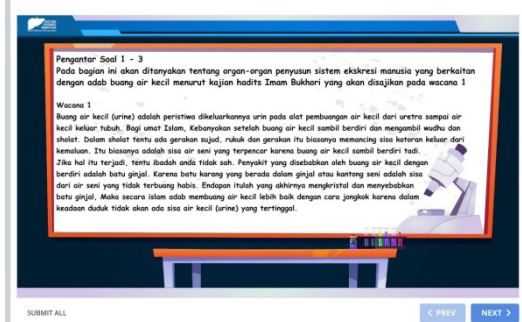 Pengantar Soal 1 - 3
Pada bagian ini akan ditanyakan tentang organ-organ penyusun sistem ekskresi manusia yang berkaitan
dengan adab buang air kecil menurut kajian hadits Imam Bukhori yang akan disajikan pada wacana 1
Wacana 1
Buang air kecil (urine) adalah peristiwa dikeluarkannya urin pada alat pembuangan air kecil dari uretra sampai air
kecil keluar tubuh. Bagi umat Islam, Kebanyakan setelah buang air kecil sambil berdiri dan mengambil wudhu dan
sholat. Dalam sholat tentu ada gerakan sujud, rukuk dan gerakan itu biasanya memancing sisa kotoran keluar dari
kemaluan. Itu biasanya adalah sisa air seni yang terpencar karena buang air kecil sambil berdiri tadi.
Jika hal itu terjadi, tentu ibadah anda tidak sah. Penyakit yang disebabkan oleh buang air kecil dengan
berdiri adalah batu ginjal. Karena batu karang yang berada dalam ginjal atau kantong seni adalah sisa
dari air seni yang tidak terbuang habis. Endapan itulah yang akhirnya mengkristal dan menyebabkan
batu ginjal, Maka secara islam adab membuang air kecil lebih baik dengan cara jongkok karena dalam
keadaan duduk tidak akan ada sisa air kecil (urine) yang tertinggal.
SUBMIT ALL
< PREV
NEXT >